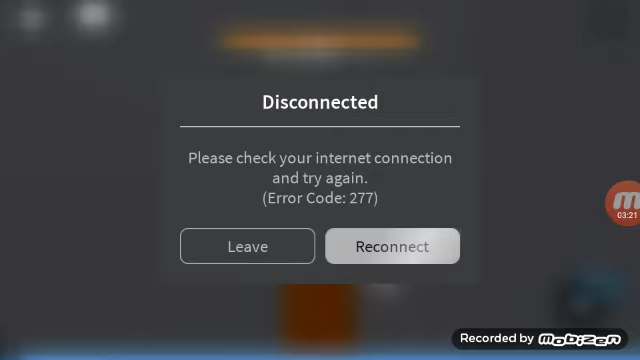 Disconnected
Please check your internet connection
and try again.
(Error Code: 277)
Leave
Reconnect
03:21
Recorded by mobizen